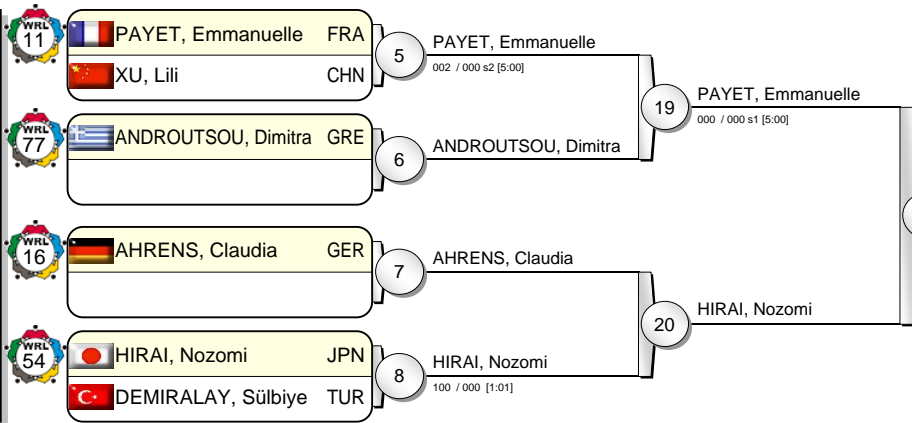 WRL
11
PAYET, Emmanuelle FRA
XU, Lili CHN
5
PAYET, Emmanuelle
002 / 000 s2 [5:00]
WRL
77
ANDROUTSOU, Dimitra GRE
6
ANDROUTSOU, Dimitra
19
PAYET, Emmanuelle
000 / 000 s1 [5:00]
WRL
16
AHRENS, Claudia GER
7
AHRENS, Claudia
WRL
54
HIRAI, Nozomi JPN
DEMIRALAY, Sülbiye TUR
8
HIRAI, Nozomi
100 / 000 [1:01]
20
HIRAI, Nozomi